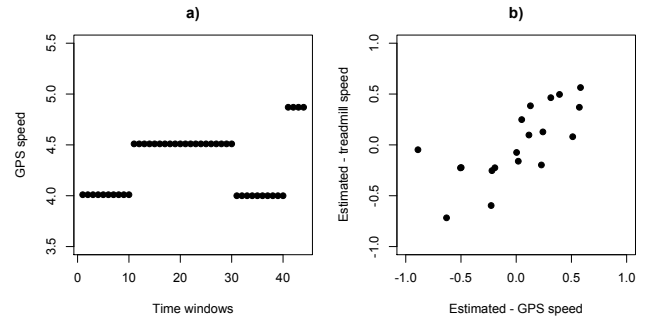 a)
5.5
5.0
4.5
4.0
3.5
GPS speed
0 10 20 30 40
Time windows
b)
1.0
0.5
0.0
-0.5
-1.0
Estimated - treadmill speed
-1.0 -0.5 0.0 0.5 1.0
Estimated - GPS speed